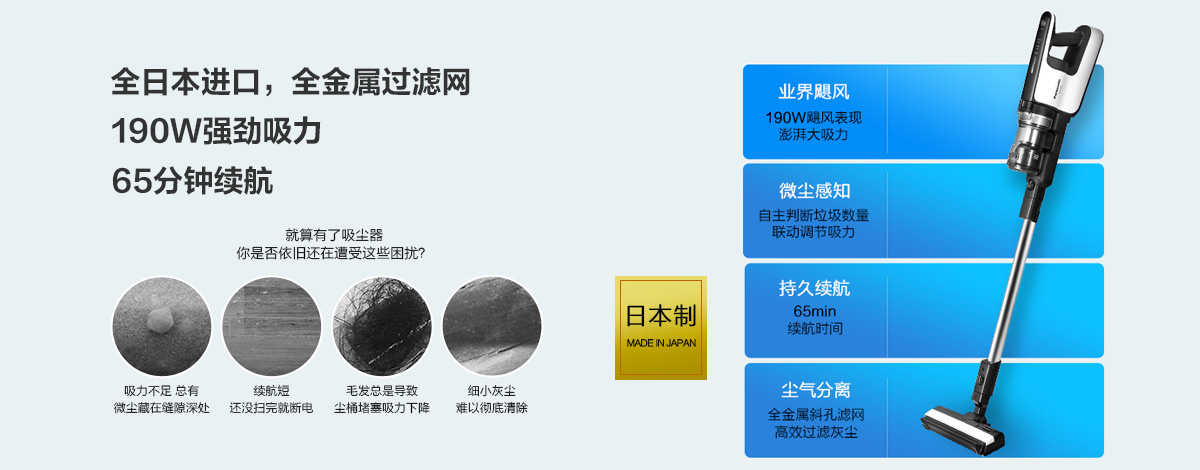 全日本进口，全金属过滤网
190W强劲吸力
65分钟续航
就算有了吸尘器
你是否依旧还在遭受这些困扰?
吸力不足 总有
微尘藏在缝隙深处
续航短
还没扫完就断电
毛发总是导致
尘桶堵塞吸力下降
细小灰尘
难以彻底清除
日本制
MADE IN JAPAN
业界飓风
190W飓风表现
澎湃大吸力
微尘感知
自主判断垃圾数量
联动调节吸力
持久续航
65min
续航时间
尘气分离
全金属斜孔滤网
高效过滤灰尘
Panasonic